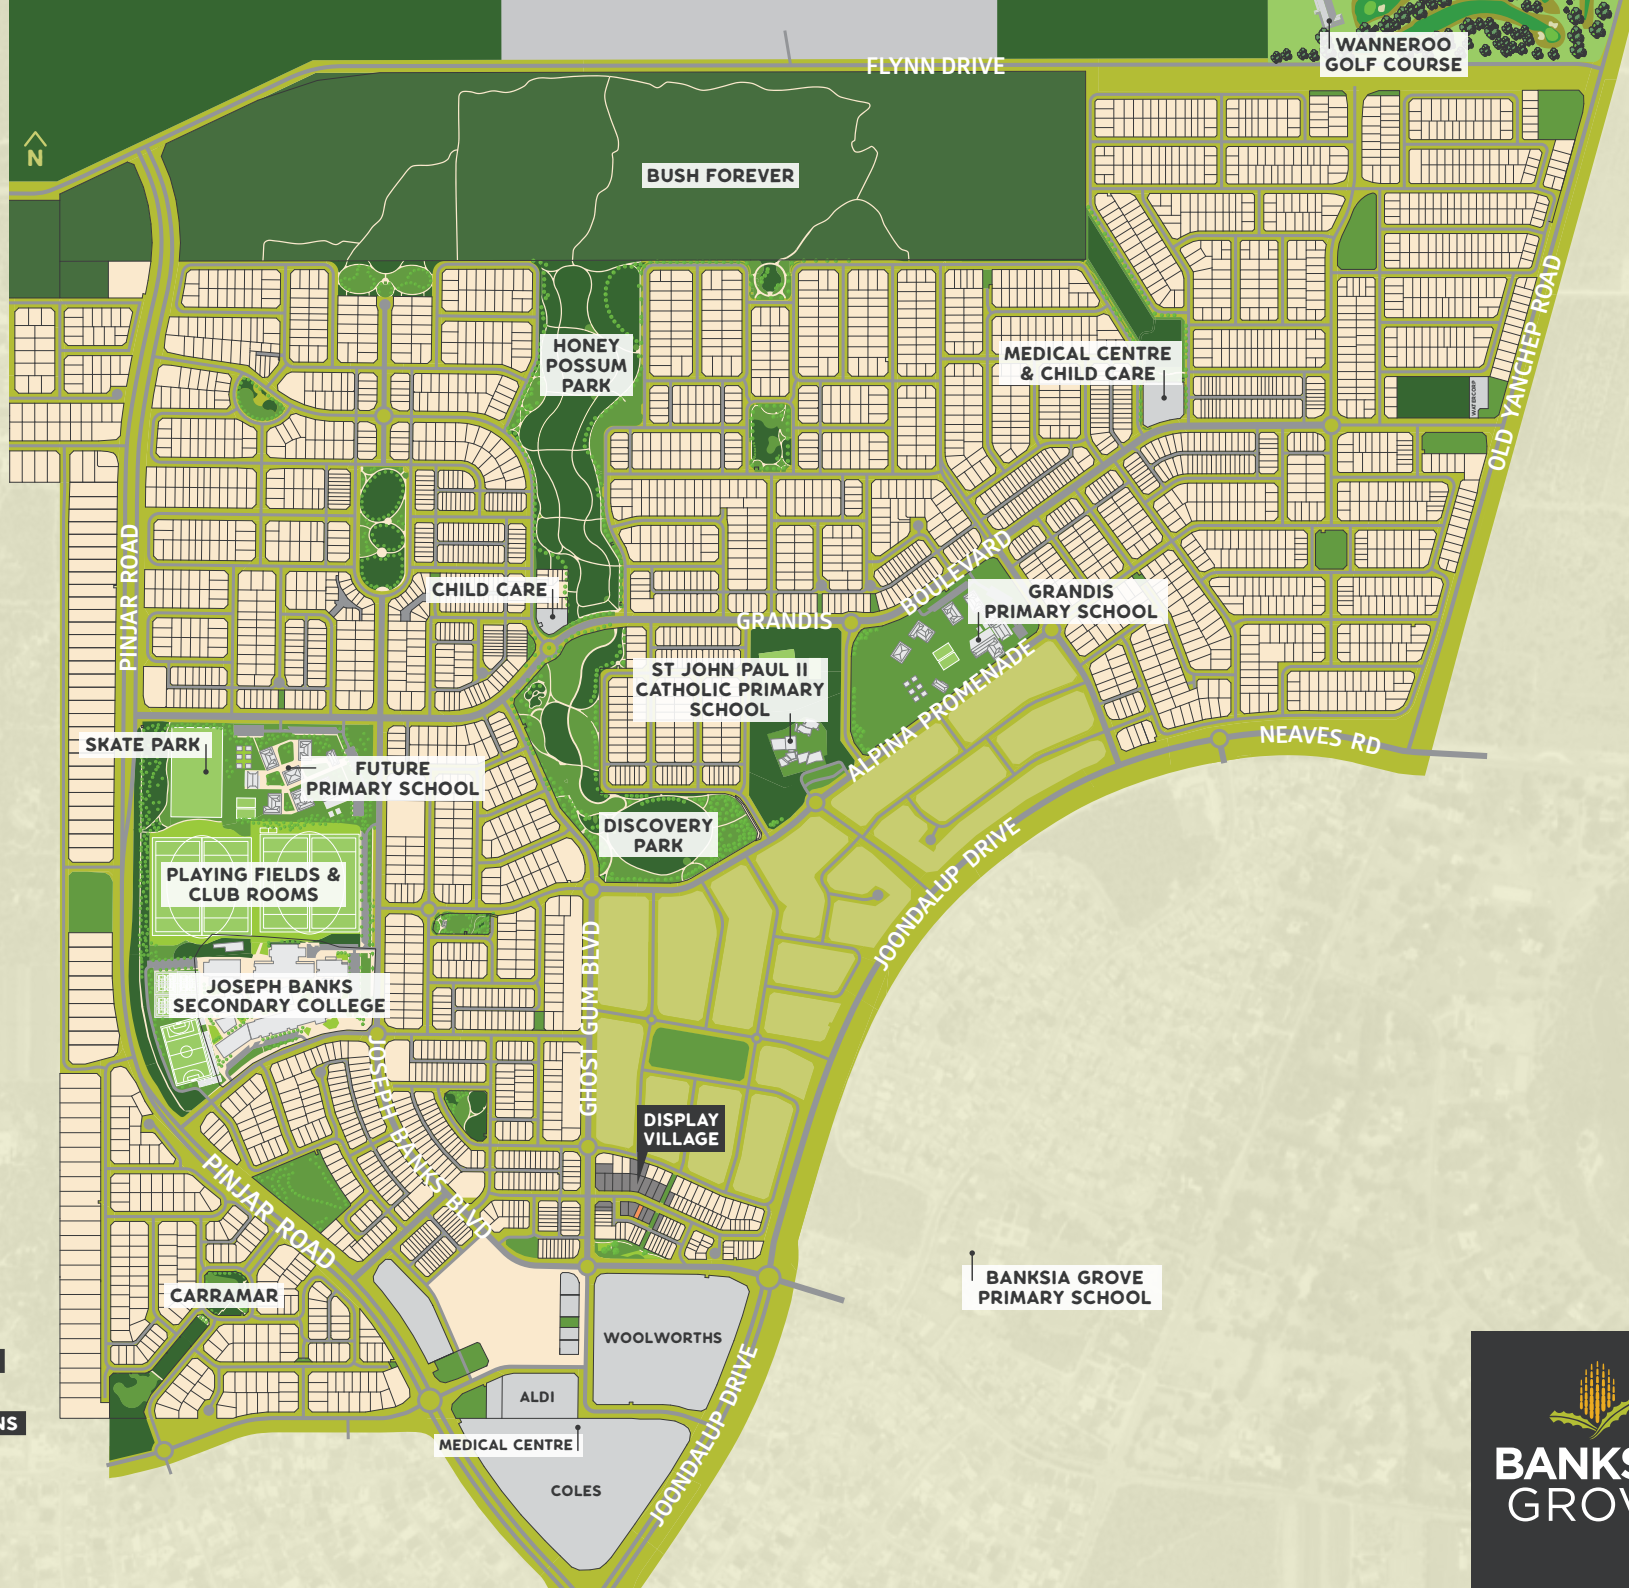 FLYNN DRIVE
WANNEROO
GOLF COURSE
N
BUSH FOREVER
HONEY
POSSUM
PARK
MEDICAL CENTRE
& CHILD CARE
WATERCORP
OLD YANCHEP ROAD
PINJAR ROAD
CHILD CARE
GRANDIS
BOULEVARD
GRANDIS
PRIMARY SCHOOL
ST JOHN PAUL II
CATHOLIC PRIMARY
SCHOOL
ALPINA PROMENADE
NEAVES RD
SKATE PARK
FUTURE
PRIMARY SCHOOL
DISCOVERY
PARK
JOONDALUP DRIVE
PLAYING FIELDS &
CLUB ROOMS
GHOST GUM BLVD
JOSEPH BANKS
SECONDARY COLLEGE
JOSEPH BANKS BLVD
DISPLAY
VILLAGE
PINJAR ROAD
CARRAMAR
BANKSIA GROVE
PRIMARY SCHOOL
WOOLWORTHS
ALDI
JOONDALUP DRIVE
NS
MEDICAL CENTRE
COLES
BANKS
GROV